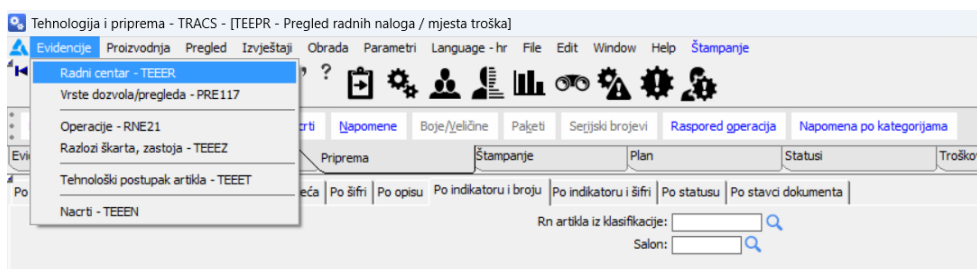 Tehnologija i priprema - TRACS - [TEEPR - Pregled radnih naloga / mjesta troška]
Evidencije Proizvodnja Pregled Izvještaji Obrada Parametri Language - hr File Edit Window Help Štampanje
Radni centar - TEEER
Vrste dozvola/pregleda - PRE117
Operacije - RNE21
Razlozi škarta, zastoja - TEEEZ
Tehnološki postupak artikla - TEEET
Nacrti - TEEEN
?
crti Napomene Boje/Veličine Paketi Serijski brojevi Raspored operacija Napomena po kategorijama
Evi Priprema Štampanje Plan Statusi Troško
Po eća Po šifri Po opisu Po indikatoru i broju Po indikatoru i šifri Po statusu Po stavci dokumenta
Rn artikla iz klasifikacije:
Salon: